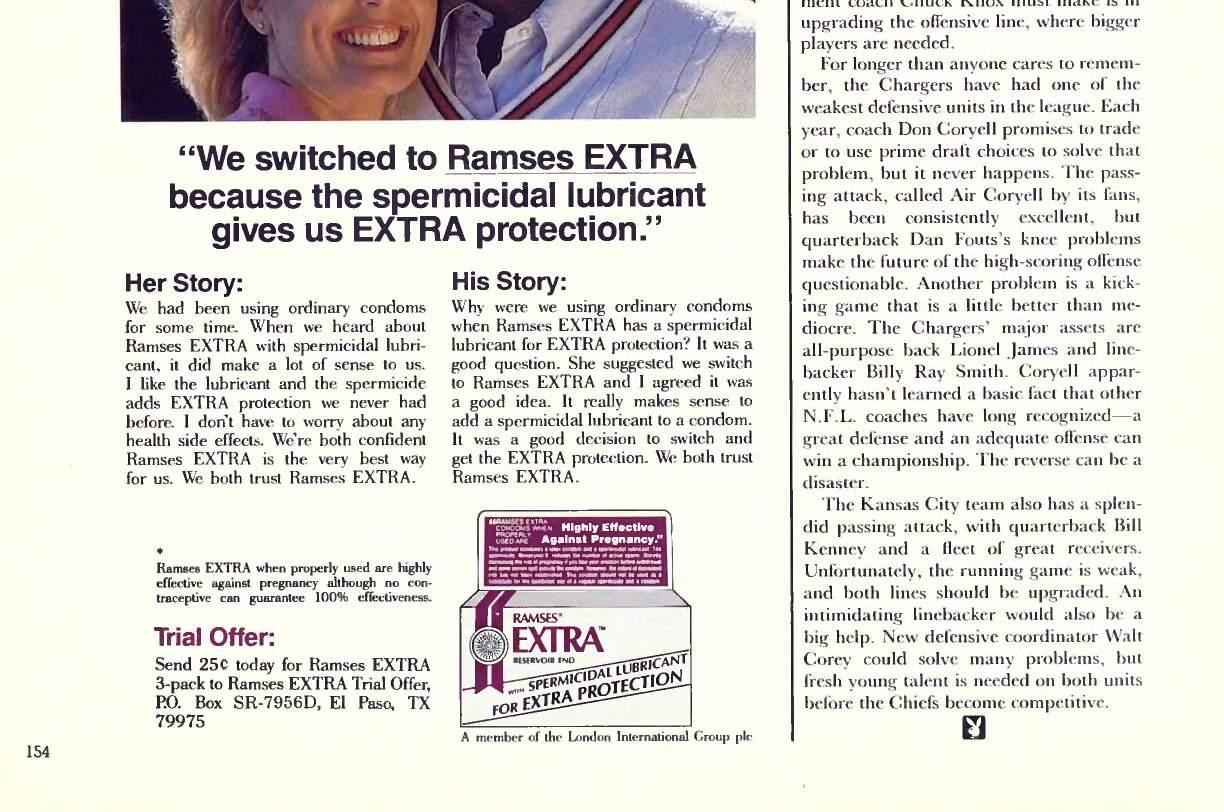 "We switched to Ramses EXTRA
because the spermicidal lubricant
gives us EXTRA protection."
Her Story:
We had been using ordinary condoms
for some time. When we heard about
Ramses EXTRA with spermicidal lubri-
cant, it did make a lot of sense to us.
I like the lubricant and the spermicide
adds EXTRA protection we never had
before. I don't have to worry about any
health side effects. We're both confident
Ramses EXTRA is the very best way
for us. We both trust Ramses EXTRA.
His Story:
Why were we using ordinary condoms
when Ramses EXTRA has a spermicidal
lubricant for EXTRA protection? It was a
good question. She suggested we switch
to Ramses EXTRA and I agreed it was
a good idea. It really makes sense to
add a spermicidal lubricant to a condom.
It was a good decision to switch and
get the EXTRA protection. We both trust
Ramses EXTRA.
*
Ramses EXTRA when properly used are highly
effective against pregnancy although no con-
traceptive can guarantee 100% effectiveness.
Trial Offer:
Send 25¢ today for Ramses EXTRA
3-pack to Ramses EXTRA Trial Offer,
P.O. Box SR-7956D, El Paso, TX
79975
"RAMSES EXTRA
CONDOMS WHEN
PROPERLY
USED ARE
Highly Effective
Against Pregnancy."
RAMSES®
EXTRA™
RESERVOIR END
WITH SPERMICIDAL LUBRICANT
FOR EXTRA PROTECTION
A member of the London International Group plc
154
ment coach Chuck Knox must make is in
upgrading the offensive line, where bigger
players are needed.
For longer than anyone cares to remem-
ber, the Chargers have had one of the
weakest defensive units in the league. Each
year, coach Don Coryell promises to trade
or to use prime draft choices to solve that
problem, but it never happens. The pass-
ing attack, called Air Coryell by its fans,
has been consistently excellent, but
quarterback Dan Fouts's knee problems
make the future of the high-scoring offense
questionable. Another problem is a kick-
ing game that is a little better than me-
diocre. The Chargers' major assets are
all-purpose back Lionel James and line-
backer Billy Ray Smith. Coryell appar-
ently hasn't learned a basic fact that other
N.F.L. coaches have long recognized—a
great defense and an adequate offense can
win a championship. The reverse can be a
disaster.
The Kansas City team also has a splen-
did passing attack, with quarterback Bill
Kenney and a fleet of great receivers.
Unfortunately, the running game is weak,
and both lines should be upgraded. An
intimidating linebacker would also be a
big help. New defensive coordinator Walt
Corey could solve many problems, but
fresh young talent is needed on both units
before the Chiefs become competitive.